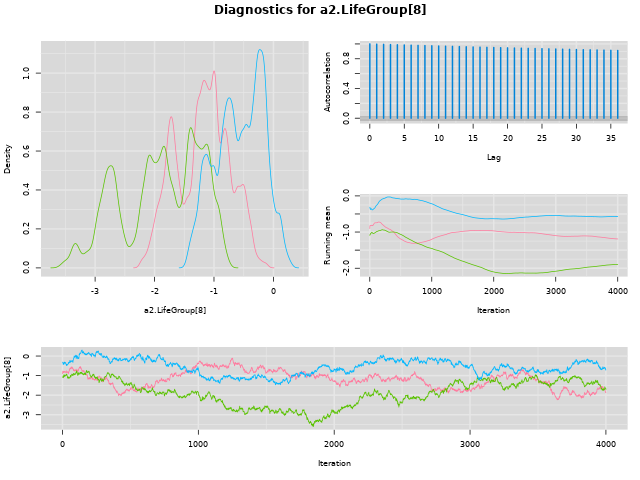 Diagnostics for a2.LifeGroup[8]
Density
0.0 0.2 0.4 0.6 0.8 1.0
-3 -2 -1 0
a2.LifeGroup[8]
Autocorrelation
0.0 0.4 0.8
0 5 10 15 20 25 30 35
Lag
Running mean
-2.0 -1.0 0.0
0 1000 2000 3000 4000
Iteration
a2.LifeGroup[8]
-3 -2 -1 0
0 1000 2000 3000 4000
Iteration